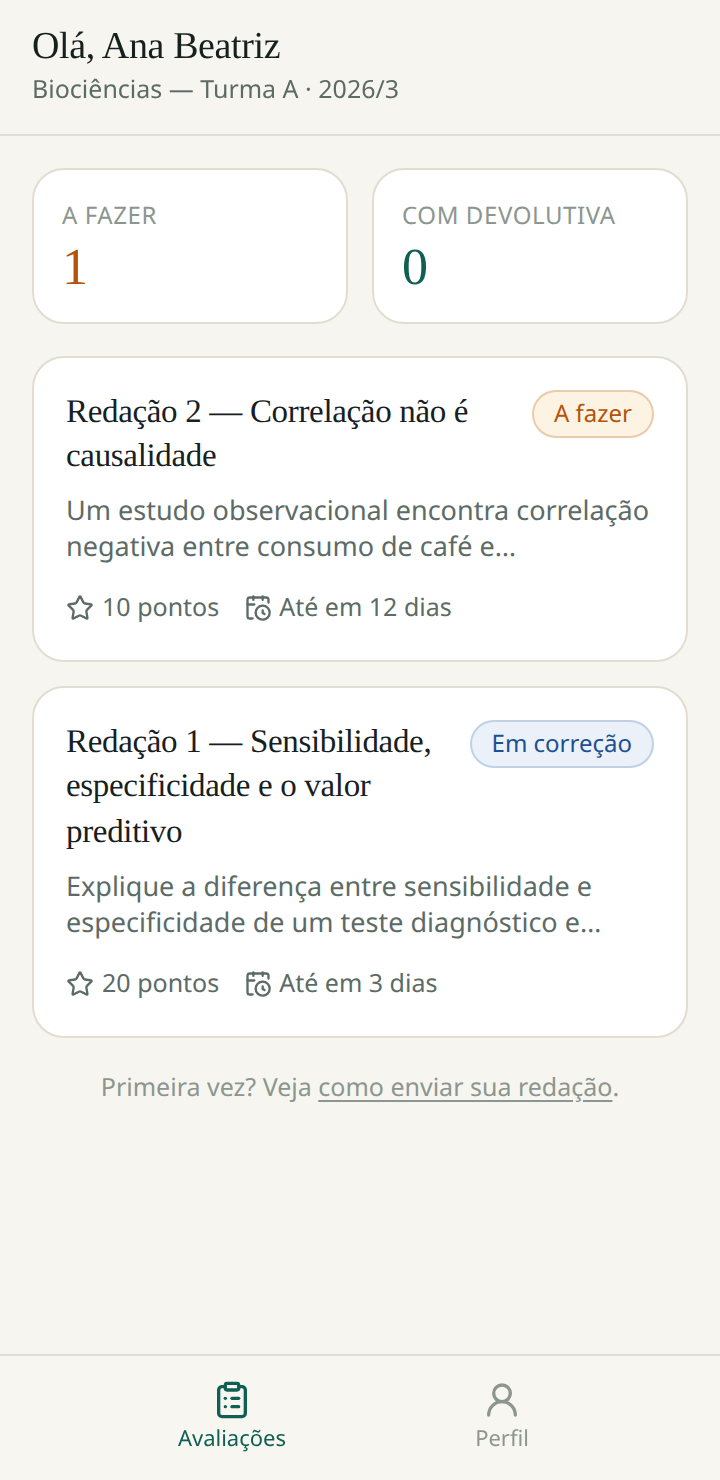 Olá, Ana Beatriz
Biociências — Turma A · 2026/3
A FAZER
1
COM DEVOLUTIVA
0
Redação 2 — Correlação não é
causalidade
A fazer
Um estudo observacional encontra correlação
negativa entre consumo de café e...
10 pontos
Até em 12 dias
Redação 1 — Sensibilidade,
especificidade e o valor
preditivo
Em correção
Explique a diferença entre sensibilidade e
especificidade de um teste diagnóstico e...
20 pontos
Até em 3 dias
Primeira vez? Veja como enviar sua redação.
Avaliações
Perfil